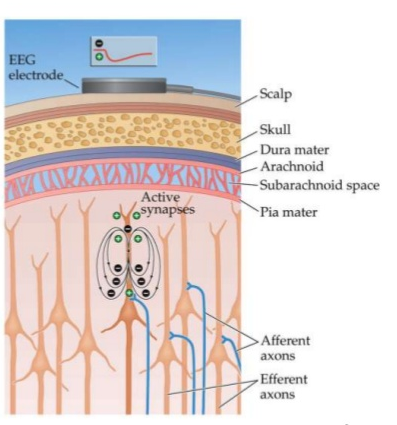 EEG
electrode
Scalp
Skull
Dura mater
Arachnoid
Subarachnoid space
Pia mater
Active
synapses
Afferent
axons
Efferent
axons